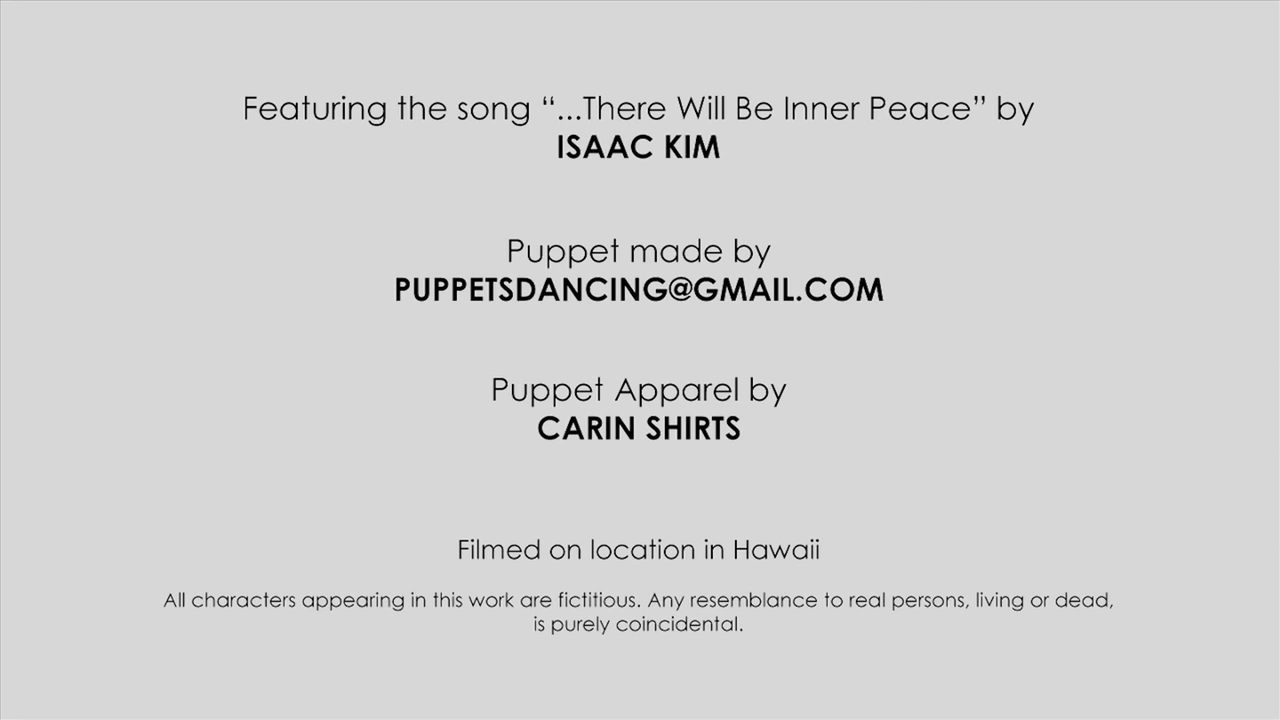 Featuring the song “...There Will Be Inner Peace” by
ISAAC KIM
Puppet made by
PUPPETSDANCING@GMAIL.COM
Puppet Apparel by
CARIN SHIRTS
Filmed on location in Hawaii
All characters appearing in this work are fictitious. Any resemblance to real persons, living or dead,
is purely coincidental.